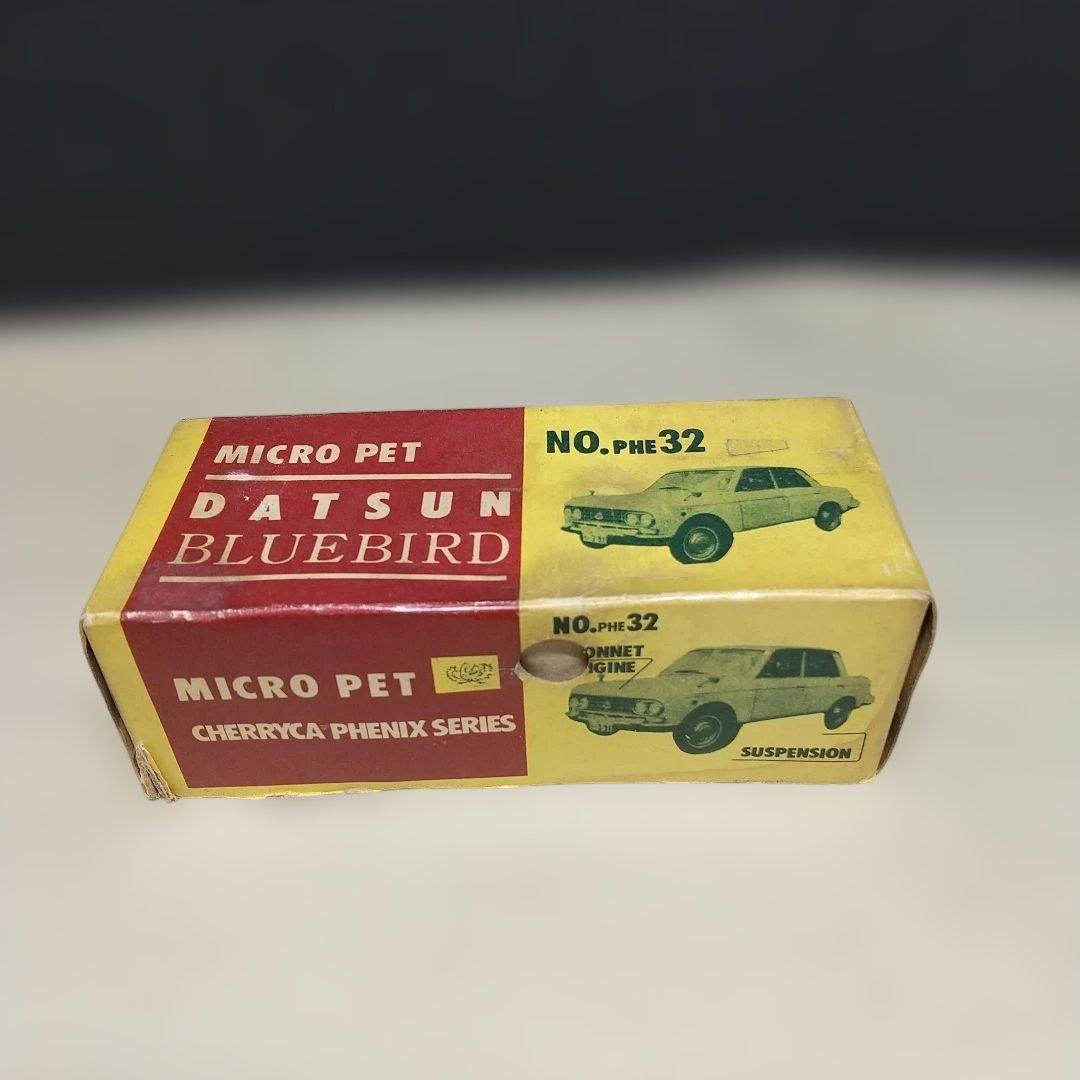 MICRO PET
DATSUN
BLUEBIRD
NO.PHE32
MICRO PET
CHERRYCA PHENIX SERIES
NO.PHE32
SUSPENSION